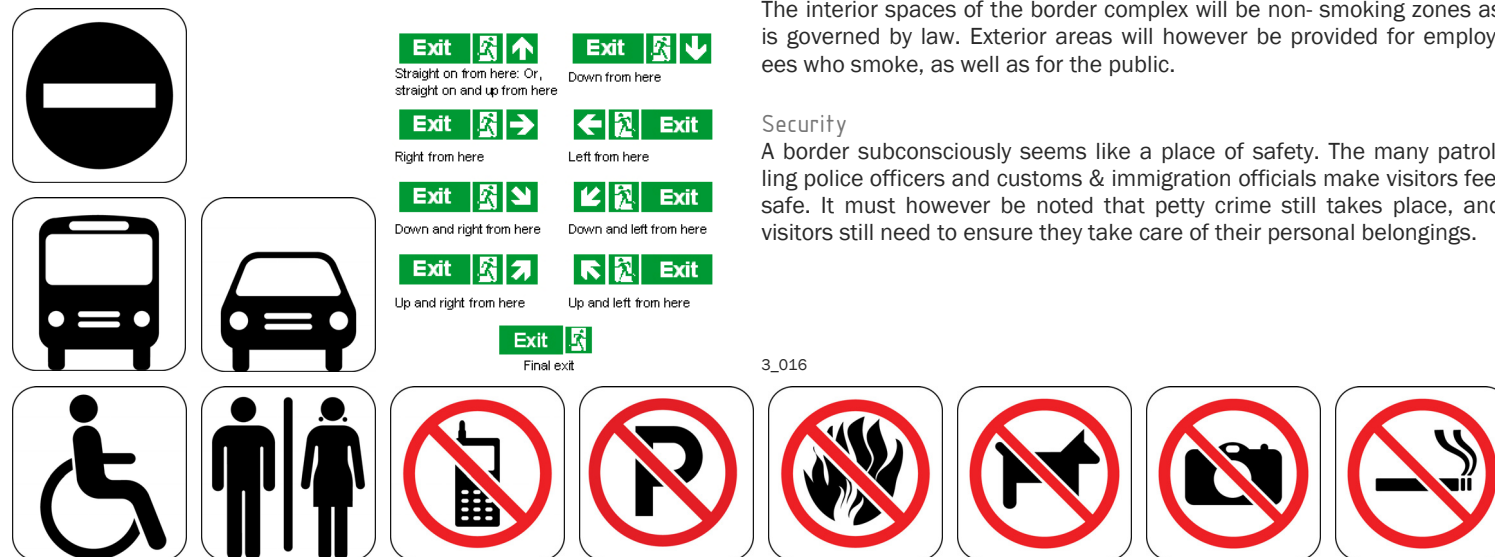 Exit
Straight on from here: Or,
straight on and up from here
Exit
Down from here
Exit
Right from here
Exit
Left from here
Exit
Down and right from here
Exit
Down and left from here
Exit
Up and right from here
Exit
Up and left from here
Exit
Final exit
The interior spaces of the border complex will be non- smoking zones as
is governed by law. Exterior areas will however be provided for employ
ees who smoke, as well as for the public.
Security
A border subconsciously seems like a place of safety. The many patrol
ling police officers and customs & immigration officials make visitors fee
safe. It must however be noted that petty crime still takes place, and
visitors still need to ensure they take care of their personal belongings.
3_016
P